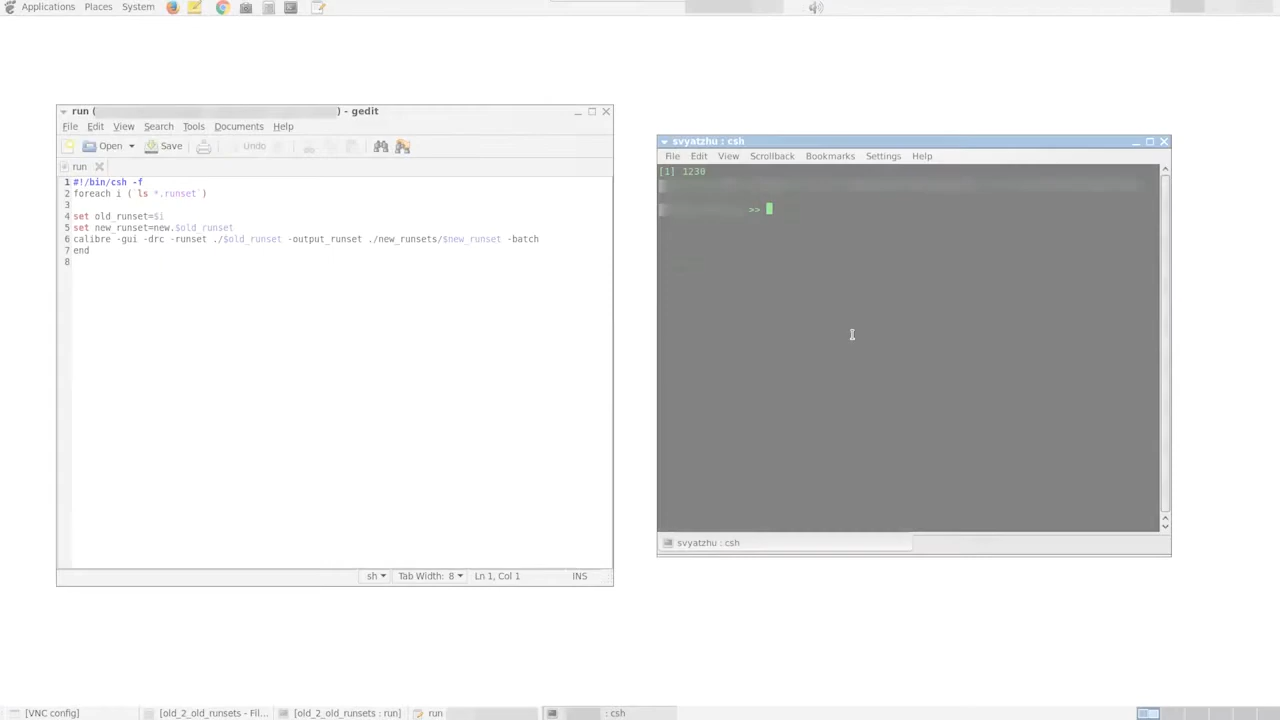 Applications Places System
run ( ) - gedit
File Edit View Search Tools Documents Help
Open Save Undo
run
1 #!/bin/csh -f
2 foreach i (`ls *.runset`)
3
4 set old_runset=$i
5 set new_runset=new.$old_runset
6 calibre -gui -drc -runset ./$old_runset -output_runset ./new_runsets/$new_runset -batch
7 end
8
sh Tab Width: 8 Ln 1, Col 1 INS
svyatzhu : csh
File Edit View Scrollback Bookmarks Settings Help
[1] 1230
>>
svyatzhu : csh
[VNC config] [old_2_old_runsets - Fil... [old_2_old_runsets : run] run : csh